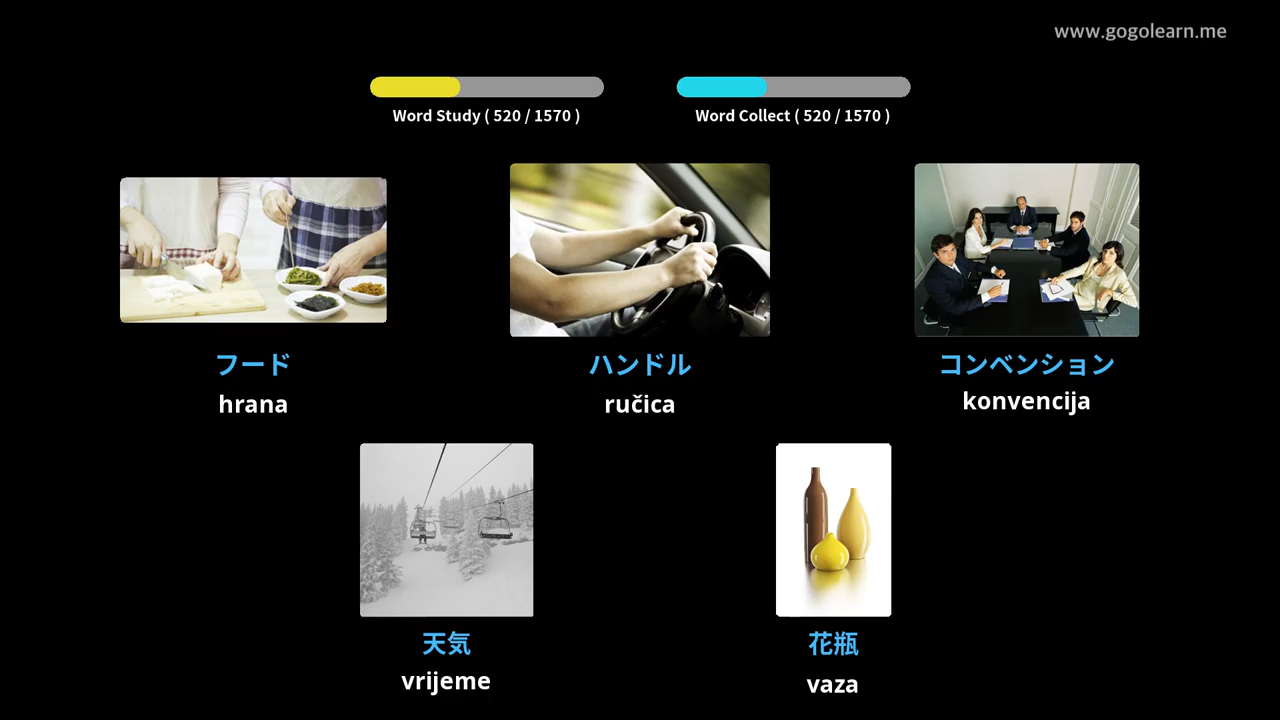 www.gogolearn.me
Word Study ( 520 / 1570 )
Word Collect ( 520 / 1570 )
フード
hrana
ハンドル
ručica
コンベンション
konvencija
天気
vrijeme
花瓶
vaza